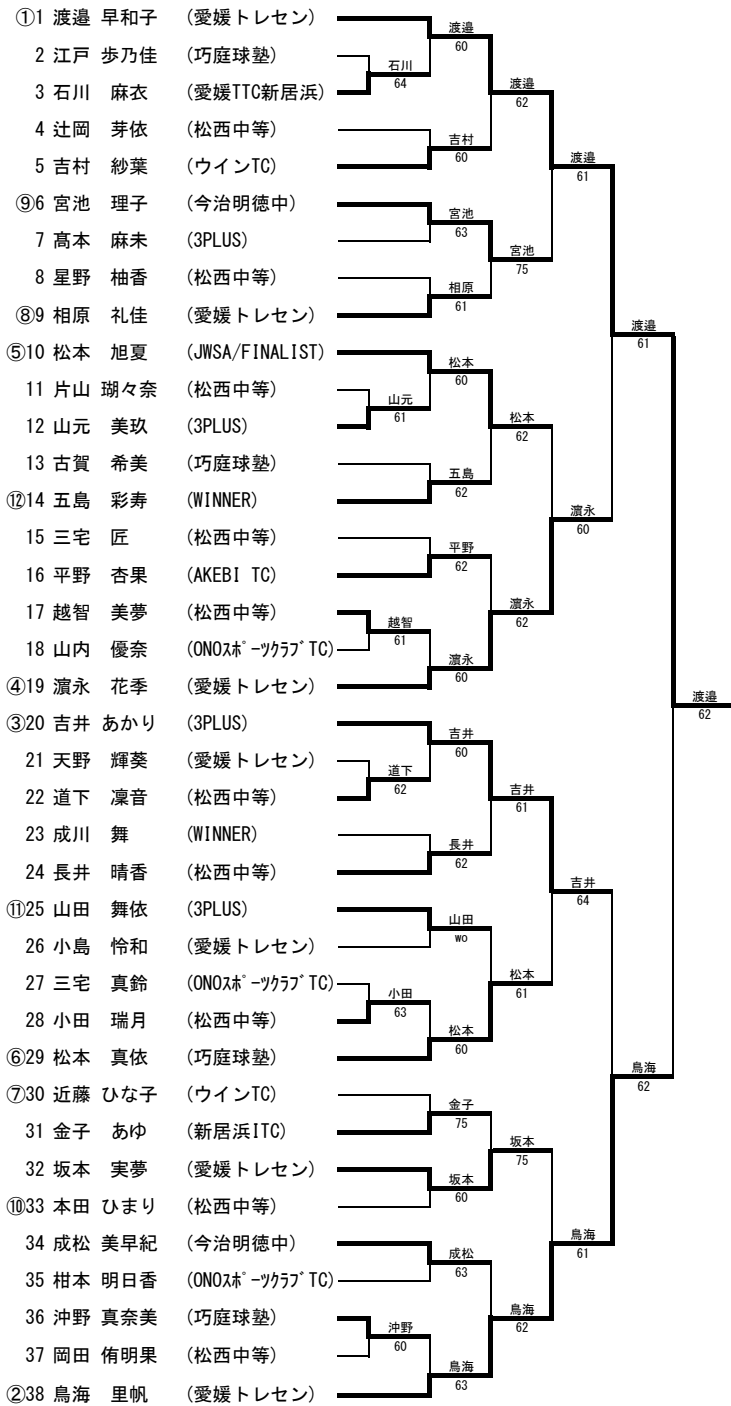 ①1 渡邉 早和子 (愛媛トレセン)
2 江戸 歩乃佳 (巧庭球塾)
3 石川 麻衣 (愛媛TTC新居浜)
4 辻岡 芽依 (松西中等)
5 吉村 紗葉 (ウインTC)
⑨6 宮池 理子 (今治明徳中)
7 髙本 麻未 (3PLUS)
8 星野 柚香 (松西中等)
⑧9 相原 礼佳 (愛媛トレセン)
⑤10 松本 旭夏 (JWSA/FINALIST)
11 片山 瑚々奈 (松西中等)
12 山元 美玖 (3PLUS)
13 古賀 希美 (巧庭球塾)
⑫14 五島 彩寿 (WINNER)
15 三宅 匠 (松西中等)
16 平野 杏果 (AKEBI TC)
17 越智 美夢 (松西中等)
18 山内 優奈 (ONOスポーツクラブTC)
④19 濵永 花季 (愛媛トレセン)
③20 吉井 あかり (3PLUS)
21 天野 輝葵 (愛媛トレセン)
22 道下 凜音 (松西中等)
23 成川 舞 (WINNER)
24 長井 晴香 (松西中等)
⑪25 山田 舞依 (3PLUS)
26 小島 怜和 (愛媛トレセン)
27 三宅 真鈴 (ONOスポーツクラブTC)
28 小田 瑞月 (松西中等)
⑥29 松本 真依 (巧庭球塾)
⑦30 近藤 ひな子 (ウインTC)
31 金子 あゆ (新居浜ITC)
32 坂本 実夢 (愛媛トレセン)
⑩33 本田 ひまり (松西中等)
34 成松 美早紀 (今治明徳中)
35 柑本 明日香 (ONOスポーツクラブTC)
36 沖野 真奈美 (巧庭球塾)
37 岡田 侑明果 (松西中等)
②38 鳥海 里帆 (愛媛トレセン)
石川
64
山元
61
越智
61
道下
62
小田
63
沖野
60
渡邉
60
吉村
60
宮池
63
相原
61
松本
60
五島
62
平野
62
濵永
60
吉井
60
長井
62
山田
wo
松本
60
金子
75
坂本
60
成松
63
鳥海
63
渡邉
62
宮池
75
松本
62
濵永
62
吉井
61
松本
61
坂本
75
鳥海
62
渡邉
61
濵永
60
吉井
64
鳥海
61
渡邉
61
鳥海
62
渡邉
62